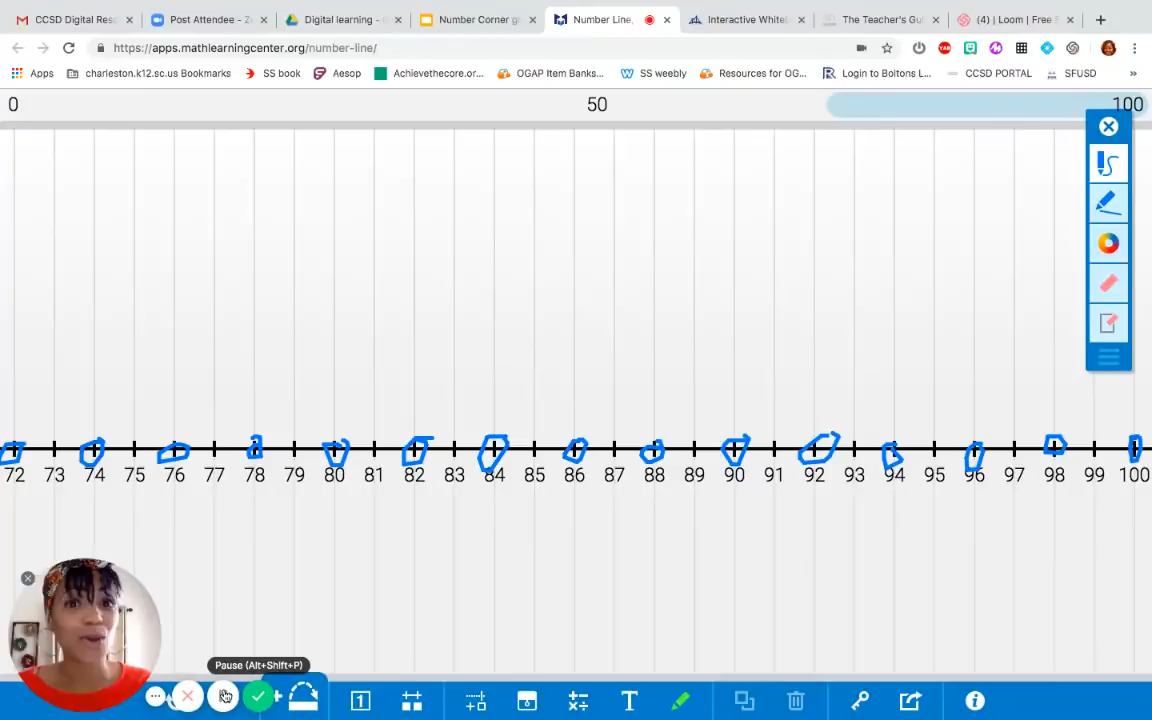 CCSD Digital Res
Post Attendee - Z
Digital learning -
Number Corner gr
Number Line,
Interactive White
The Teacher's Gu
(4) | Loom | Free
https://apps.mathlearningcenter.org/number-line/
Apps
charleston.k12.sc.us Bookmarks
SS book
Aesop
Achievethecore.or...
OGAP Item Banks...
SS weebly
Resources for OG...
Login to Boltons L...
CCSD PORTAL
SFUSD
»
0 50 100
72 73 74 75 76 77 78 79 80 81 82 83 84 85 86 87 88 89 90 91 92 93 94 95 96 97 98 99 100
Pause (Alt+Shift+P)
1
T